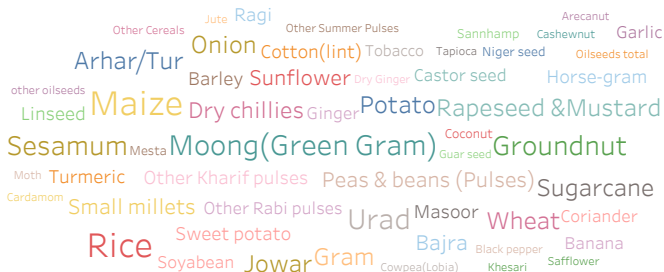 Arecanut
Jute Ragi
Other Cereals Other Summer Pulses Sannhamp Cashewnut Garlic
Onion Cotton(lint) Tobacco Tapioca Niger seed Oilseeds total
Arhar/Tur
Barley Sunflower Dry Ginger Castor seed Horse-gram
other oilseeds Maize
Linseed Dry chillies Ginger Potato Rapeseed &Mustard
Coconut
Sesamum Mesta Moong(Green Gram) Guar seed Groundnut
Moth Turmeric Other Kharif pulses Peas & beans (Pulses) Sugarcane
Cardamom
Small millets Other Rabi pulses Urad Masoor Wheat Coriander
Rice Sweet potato Bajra Black pepper Banana
Soyabean Jowar Gram Cowpea(Lobia) Khesari Safflower